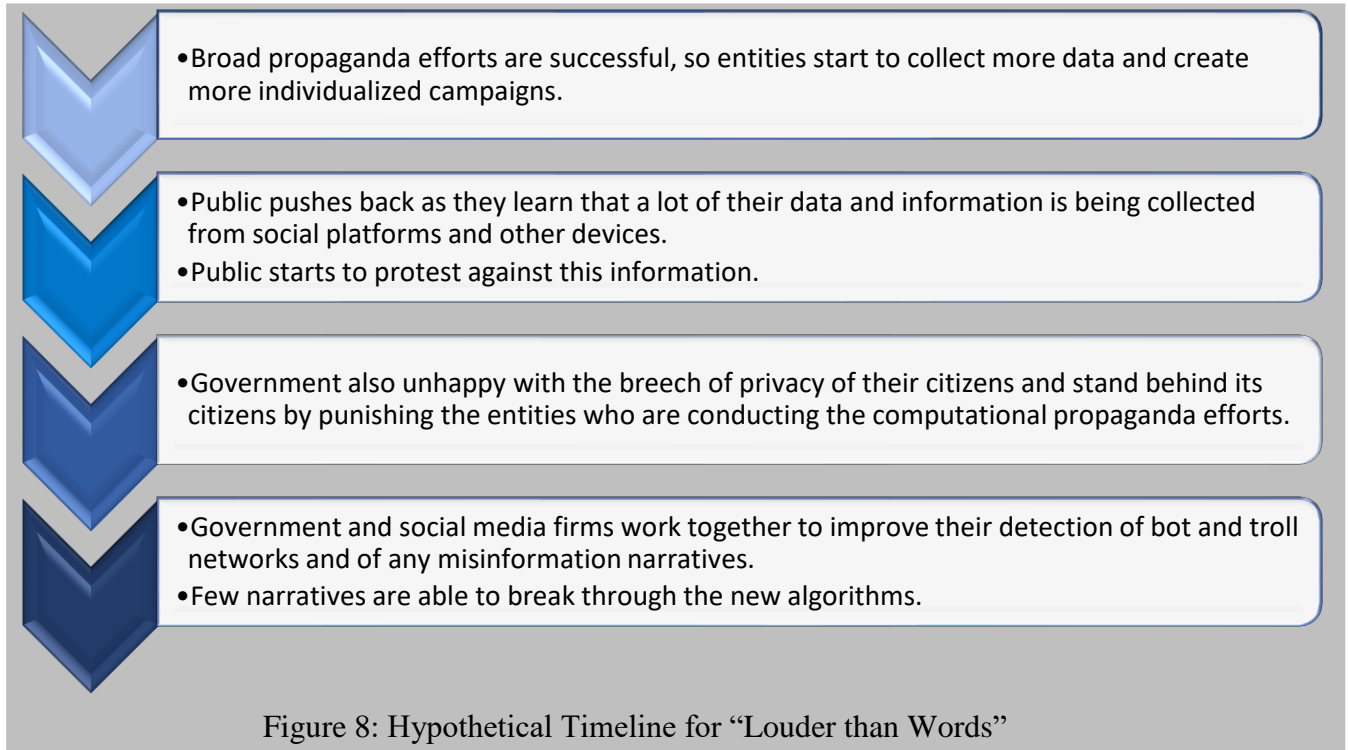 •Broad propaganda efforts are successful, so entities start to collect more data and create
more individualized campaigns.
•Public pushes back as they learn that a lot of their data and information is being collected
from social platforms and other devices.
•Public starts to protest against this information.
•Government also unhappy with the breech of privacy of their citizens and stand behind its
citizens by punishing the entities who are conducting the computational propaganda efforts.
•Government and social media firms work together to improve their detection of bot and troll
networks and of any misinformation narratives.
•Few narratives are able to break through the new algorithms.
Figure 8: Hypothetical Timeline for “Louder than Words”